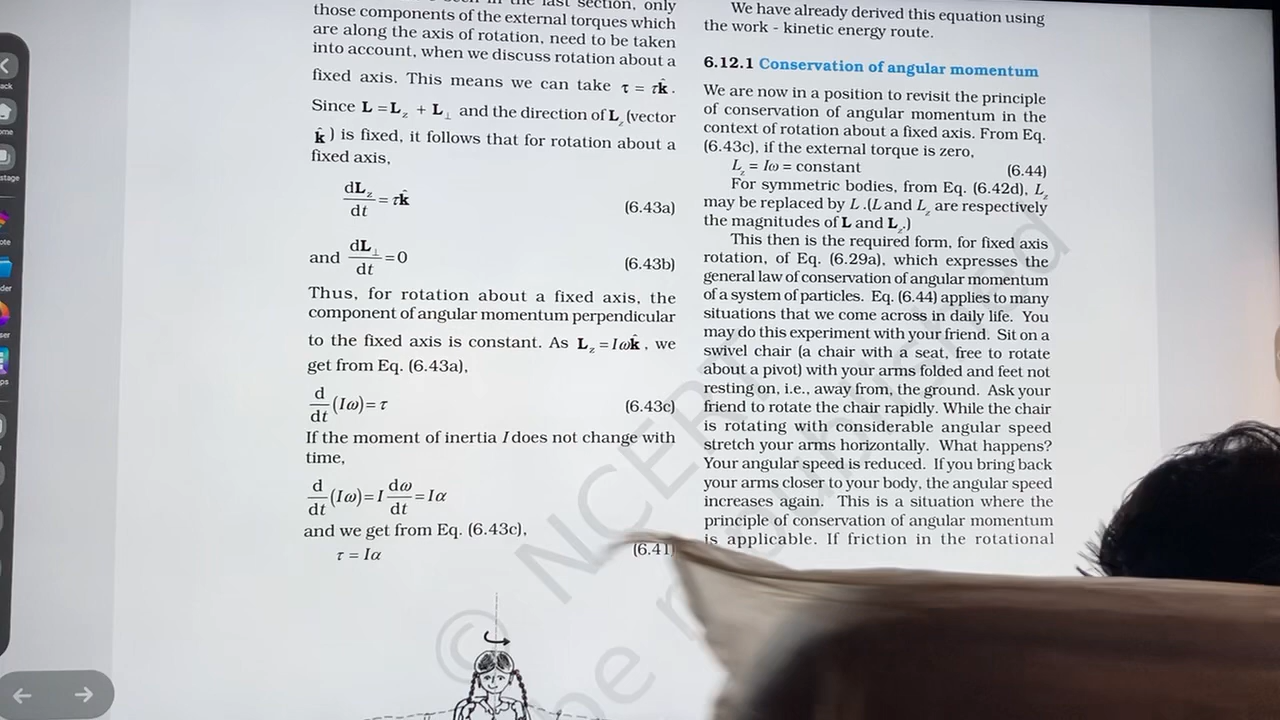 the last section, only
those components of the external torques which
are along the axis of rotation, need to be taken
into account, when we discuss rotation about a
fixed axis. This means we can take τ = τk̂.
Since L = L_z + L_⊥ and the direction of L_z (vector
k̂) is fixed, it follows that for rotation about a
fixed axis,
dL_z/dt = τk̂ (6.43a)
and dL_⊥/dt = 0 (6.43b)
Thus, for rotation about a fixed axis, the
component of angular momentum perpendicular
to the fixed axis is constant. As L_z = Iωk̂, we
get from Eq. (6.43a),
d/dt (Iω) = τ (6.43c)
If the moment of inertia I does not change with
time,
d/dt (Iω) = I dω/dt = Iα
and we get from Eq. (6.43c),
τ = Iα (6.41)
We have already derived this equation using
the work - kinetic energy route.
6.12.1 Conservation of angular momentum
We are now in a position to revisit the principle
of conservation of angular momentum in the
context of rotation about a fixed axis. From Eq.
(6.43c), if the external torque is zero,
L_z = Iω = constant (6.44)
For symmetric bodies, from Eq. (6.42d), L_z
may be replaced by L .(L and L_z are respectively
the magnitudes of L and L_z.)
This then is the required form, for fixed axis
rotation, of Eq. (6.29a), which expresses the
general law of conservation of angular momentum
of a system of particles. Eq. (6.44) applies to many
situations that we come across in daily life. You
may do this experiment with your friend. Sit on a
swivel chair (a chair with a seat, free to rotate
about a pivot) with your arms folded and feet not
resting on, i.e., away from, the ground. Ask your
friend to rotate the chair rapidly. While the chair
is rotating with considerable angular speed
stretch your arms horizontally. What happens?
Your angular speed is reduced. If you bring back
your arms closer to your body, the angular speed
increases again. This is a situation where the
principle of conservation of angular momentum
is applicable. If friction in the rotational
© NCERT
be